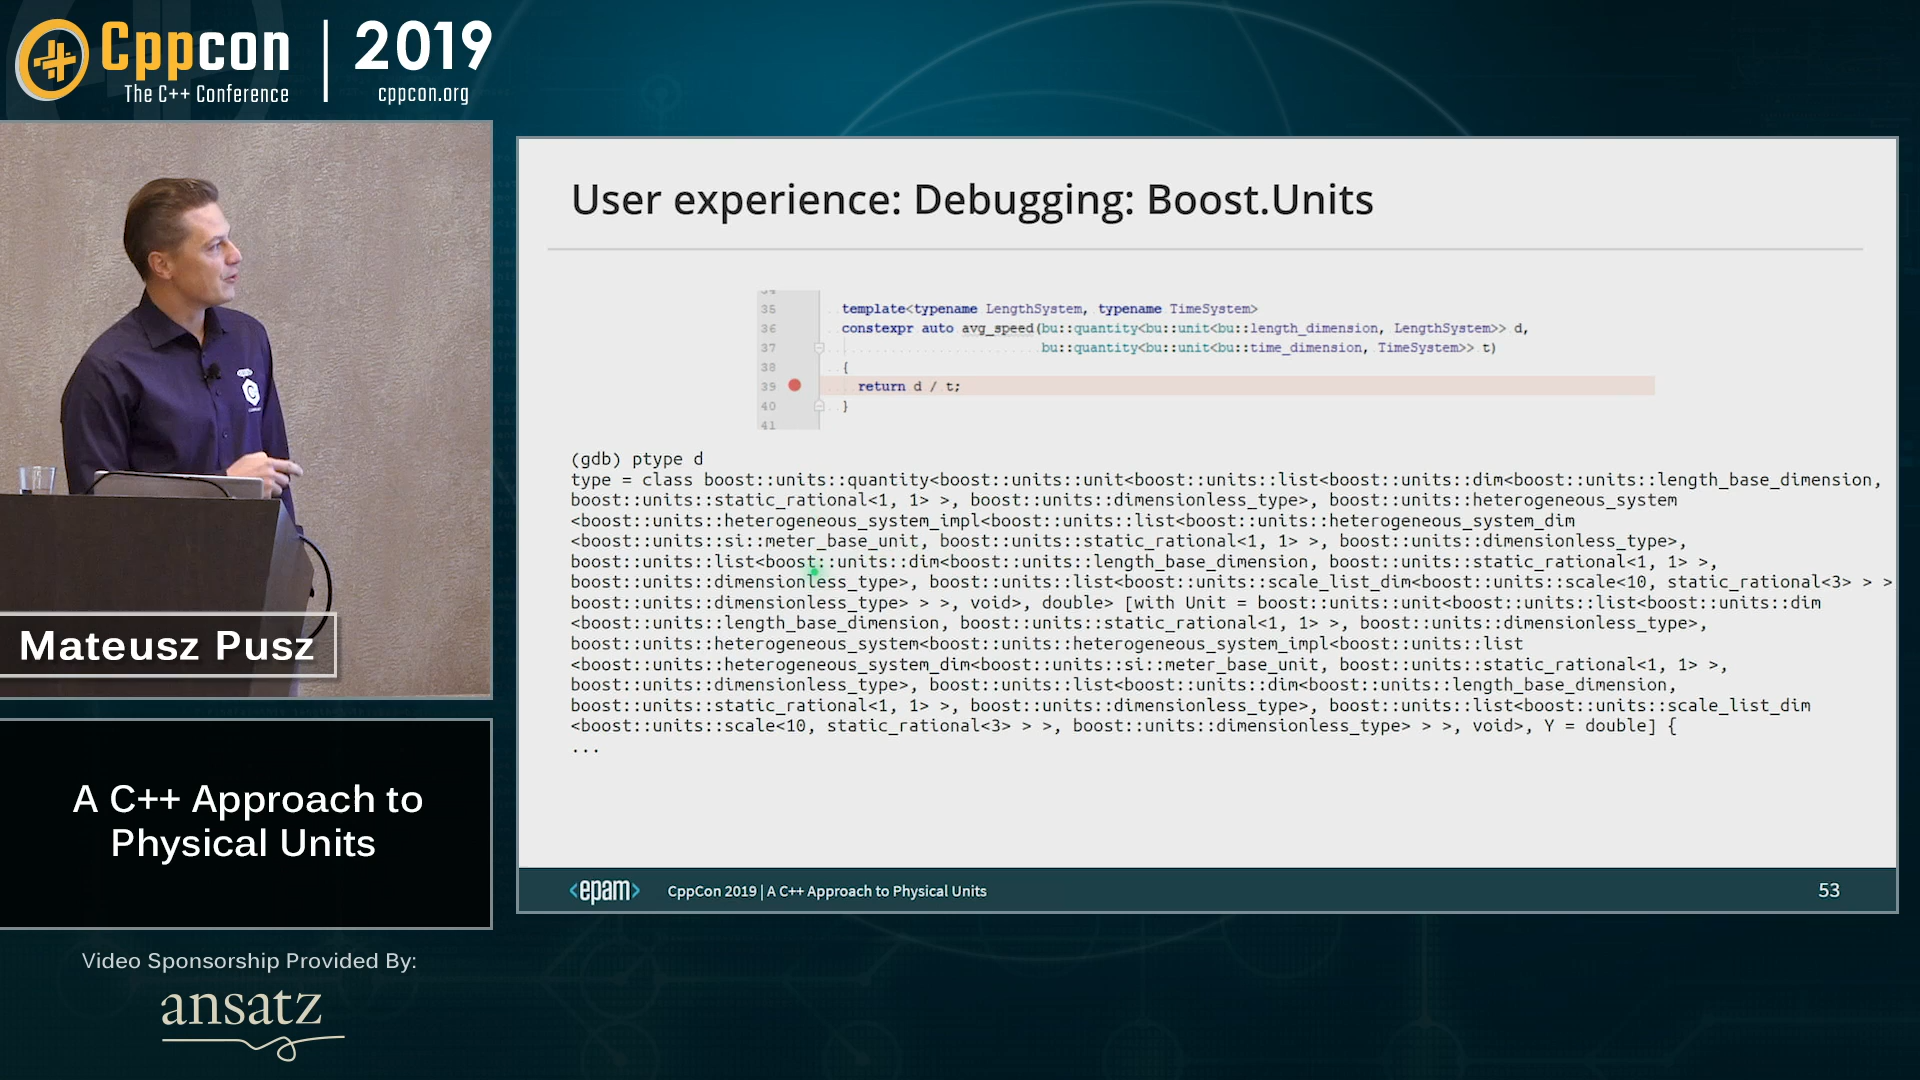 Cppcon
The C++ Conference
2019
cppcon.org
User experience: Debugging: Boost.Units
35 template<typename LengthSystem, typename TimeSystem>
36 constexpr auto avg_speed(bu::quantity<bu::unit<bu::length_dimension, LengthSystem>> d,
37 bu::quantity<bu::unit<bu::time_dimension, TimeSystem>> t)
38 {
39 return d / t;
40 }
41
(gdb) ptype d
type = class boost::units::quantity<boost::units::unit<boost::units::list<boost::units::dim<boost::units::length_base_dimension,
boost::units::static_rational<1, 1> >, boost::units::dimensionless_type>, boost::units::heterogeneous_system
<boost::units::heterogeneous_system_impl<boost::units::list<boost::units::heterogeneous_system_dim
<boost::units::si::meter_base_unit, boost::units::static_rational<1, 1> >, boost::units::dimensionless_type>,
boost::units::list<boost::units::dim<boost::units::length_base_dimension, boost::units::static_rational<1, 1> >,
boost::units::dimensionless_type>, boost::units::list<boost::units::scale_list_dim<boost::units::scale<10, static_rational<3> > >
boost::units::dimensionless_type> > >, void>, double> [with Unit = boost::units::unit<boost::units::list<boost::units::dim
<boost::units::length_base_dimension, boost::units::static_rational<1, 1> >, boost::units::dimensionless_type>,
boost::units::heterogeneous_system<boost::units::heterogeneous_system_impl<boost::units::list
<boost::units::heterogeneous_system_dim<boost::units::si::meter_base_unit, boost::units::static_rational<1, 1> >,
boost::units::dimensionless_type>, boost::units::list<boost::units::dim<boost::units::length_base_dimension,
boost::units::static_rational<1, 1> >, boost::units::dimensionless_type>, boost::units::list<boost::units::scale_list_dim
<boost::units::scale<10, static_rational<3> > >, boost::units::dimensionless_type> > >, void>, Y = double] {
...
<epam>
CppCon 2019 | A C++ Approach to Physical Units
53
Mateusz Pusz
A C++ Approach to
Physical Units
Video Sponsorship Provided By:
ansatz